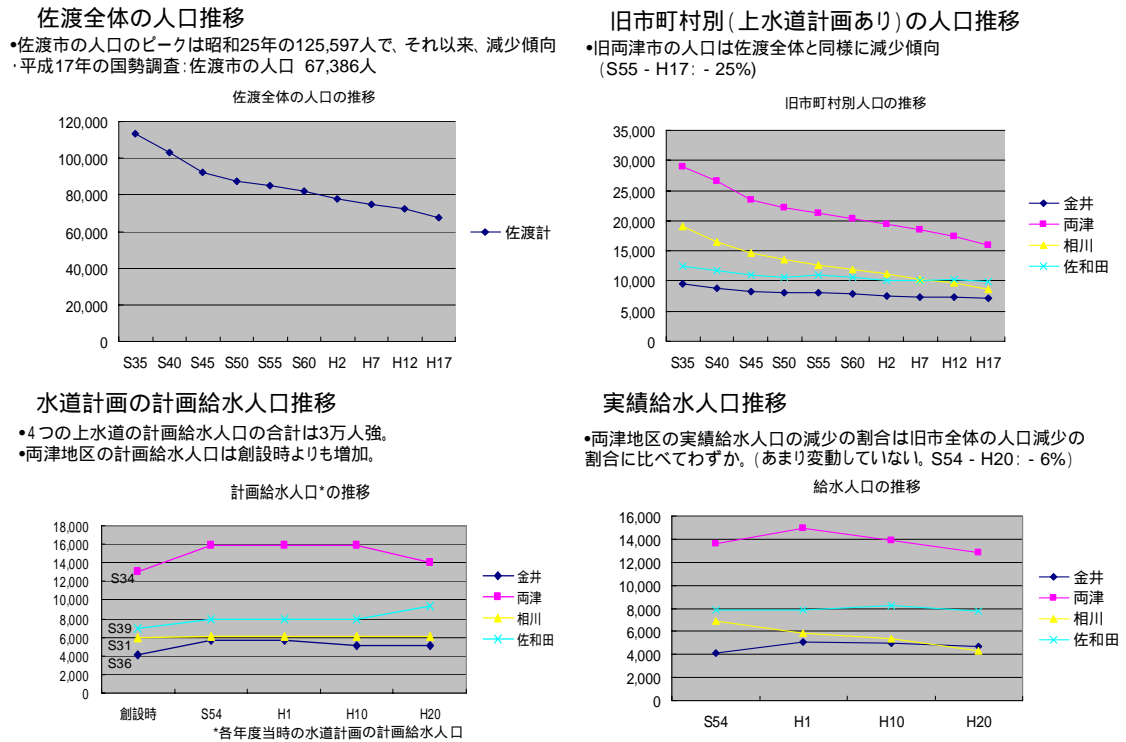 佐渡全体の人口推移
•佐渡市の人口のピークは昭和25年の125,597人で、それ以来、減少傾向
･平成17年の国勢調査:佐渡市の人口 67,386人
佐渡全体の人口の推移
120,000
100,000
80,000
60,000
40,000
20,000
0
S35 S40 S45 S50 S55 S60 H2 H7 H12 H17
佐渡計
旧市町村別(上水道計画あり)の人口推移
•旧両津市の人口は佐渡全体と同様に減少傾向
(S55 - H17: - 25%)
旧市町村別人口の推移
35,000
30,000
25,000
20,000
15,000
10,000
5,000
0
S35 S40 S45 S50 S55 S60 H2 H7 H12 H17
金井
両津
相川
佐和田
水道計画の計画給水人口推移
•4つの上水道の計画給水人口の合計は3万人強。
•両津地区の計画給水人口は創設時よりも増加。
計画給水人口*の推移
18,000
16,000
14,000
12,000
10,000
8,000
6,000
4,000
2,000
0
S34
S39
S31
S36
創設時 S54 H1 H10 H20
*各年度当時の水道計画の計画給水人口
金井
両津
相川
佐和田
実績給水人口推移
•両津地区の実績給水人口の減少の割合は旧市全体の人口減少の
割合に比べてわずか。(あまり変動していない。S54 - H20: - 6%)
給水人口の推移
16,000
14,000
12,000
10,000
8,000
6,000
4,000
2,000
0
S54 H1 H10 H20
金井
両津
相川
佐和田